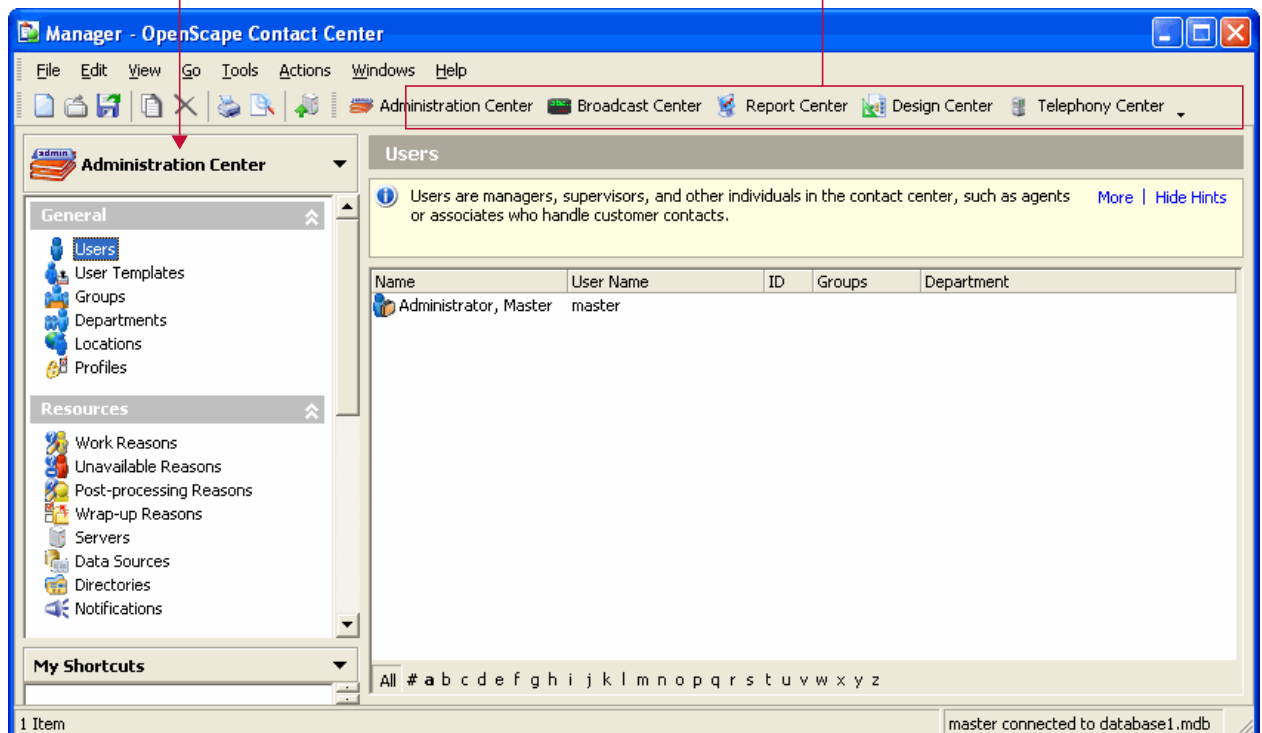 Manager - OpenScape Contact Center
File Edit View Go Tools Actions Windows Help
Administration Center Broadcast Center Report Center Design Center Telephony Center
admin
Administration Center
Users
Users are managers, supervisors, and other individuals in the contact center, such as agents
or associates who handle customer contacts.
More | Hide Hints
General
Users
User Templates
Groups
Departments
Locations
Profiles
Resources
Work Reasons
Unavailable Reasons
Post-processing Reasons
Wrap-up Reasons
Servers
Data Sources
Directories
Notifications
My Shortcuts
Name User Name ID Groups Department
Administrator, Master master
All # a b c d e f g h i j k l m n o p q r s t u v w x y z
1 Item
master connected to database1.mdb